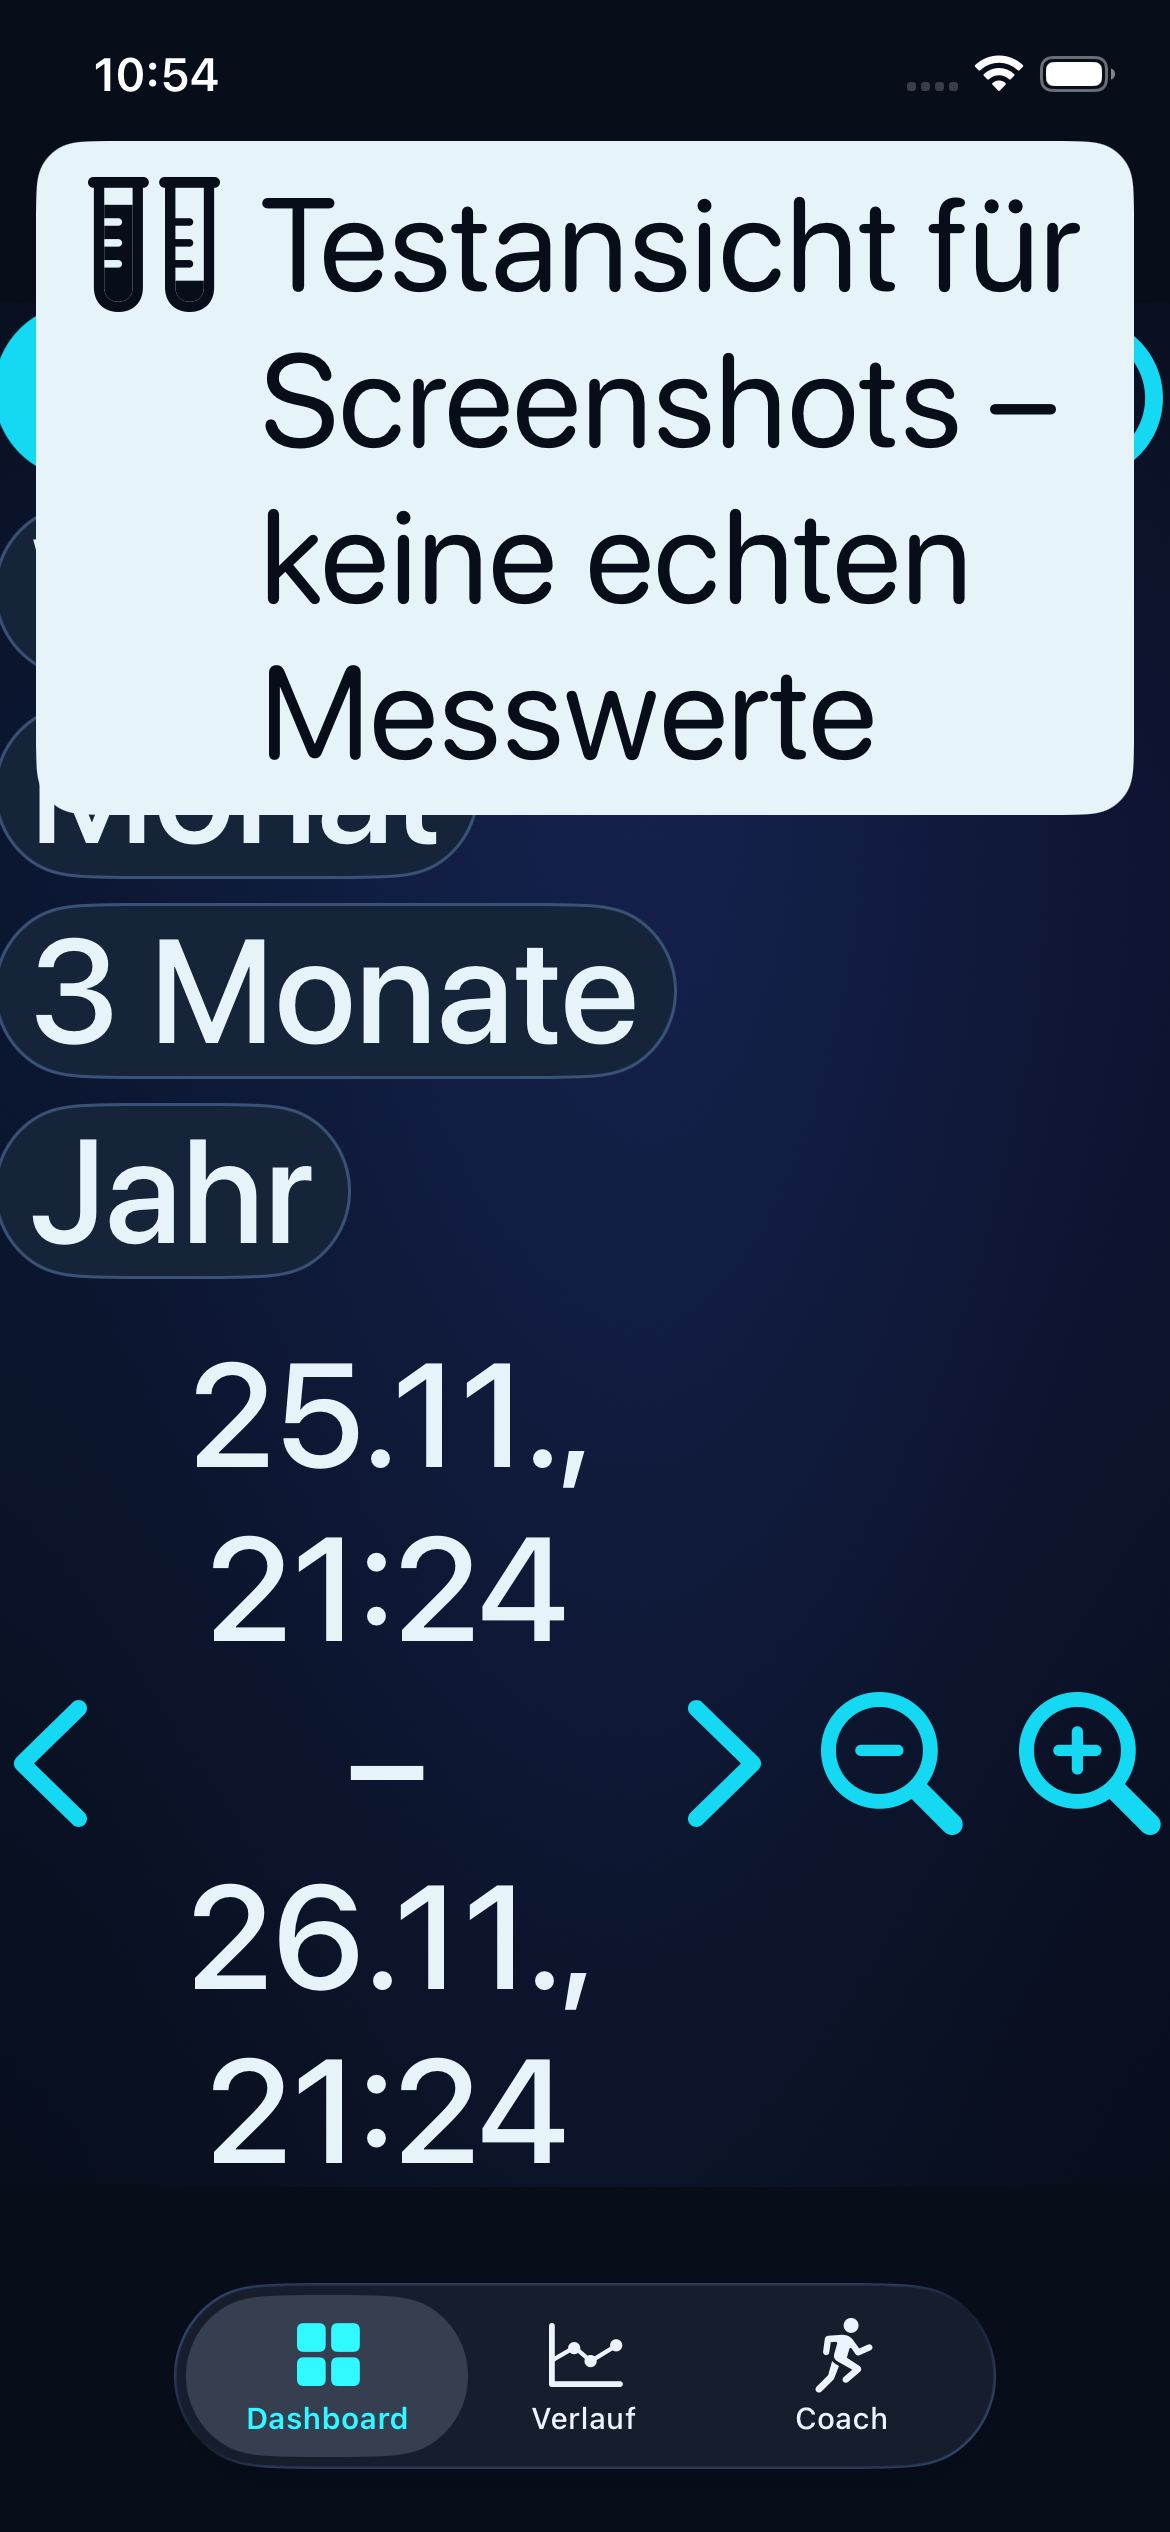 10:54
Testansicht für
Screenshots –
keine echten
Messwerte
Monat
3 Monate
Jahr
25.11.,
21:24
–
26.11.,
21:24
Dashboard
Verlauf
Coach